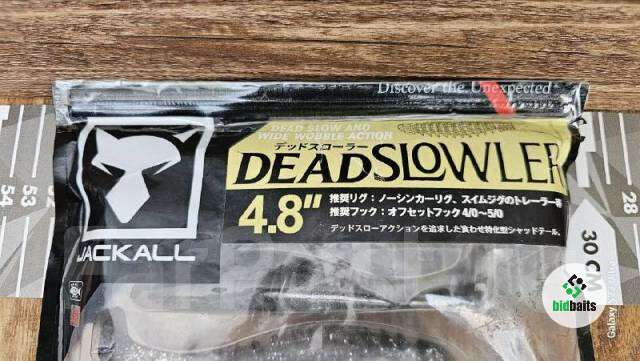 Discover the Unexpected
DEAD SLOW AND
WIDE WOBBLE ACTION
デッドスローラー
DEADSLOWLER
4.8"
推奨リグ：ノーシンカーリグ、スイムジグのトレーラー等
推奨フック：オフセットフック 4/0～5/0
デッドスローアクションを追求した食わせ特化型シャッドテール。
JACKALL
54
53
52
28
30 CM
Galaxy
bidbaits